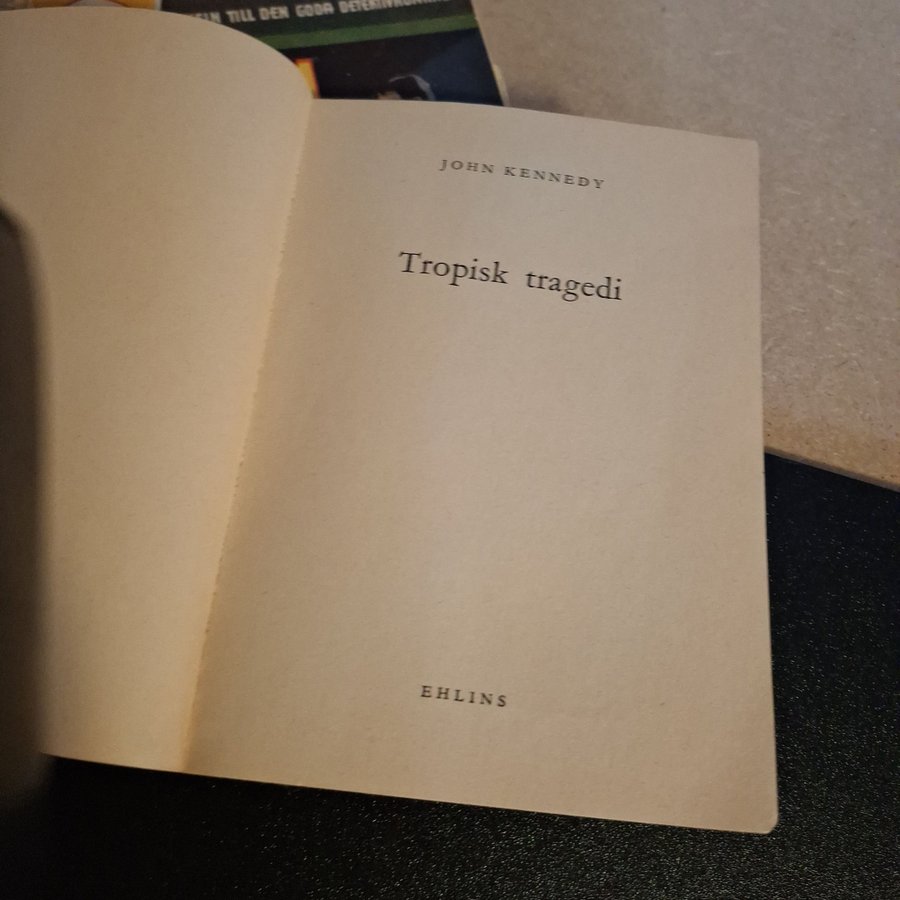 TILL DEN GODA
JOHN KENNEDY
Tropisk tragedi
EHLINS